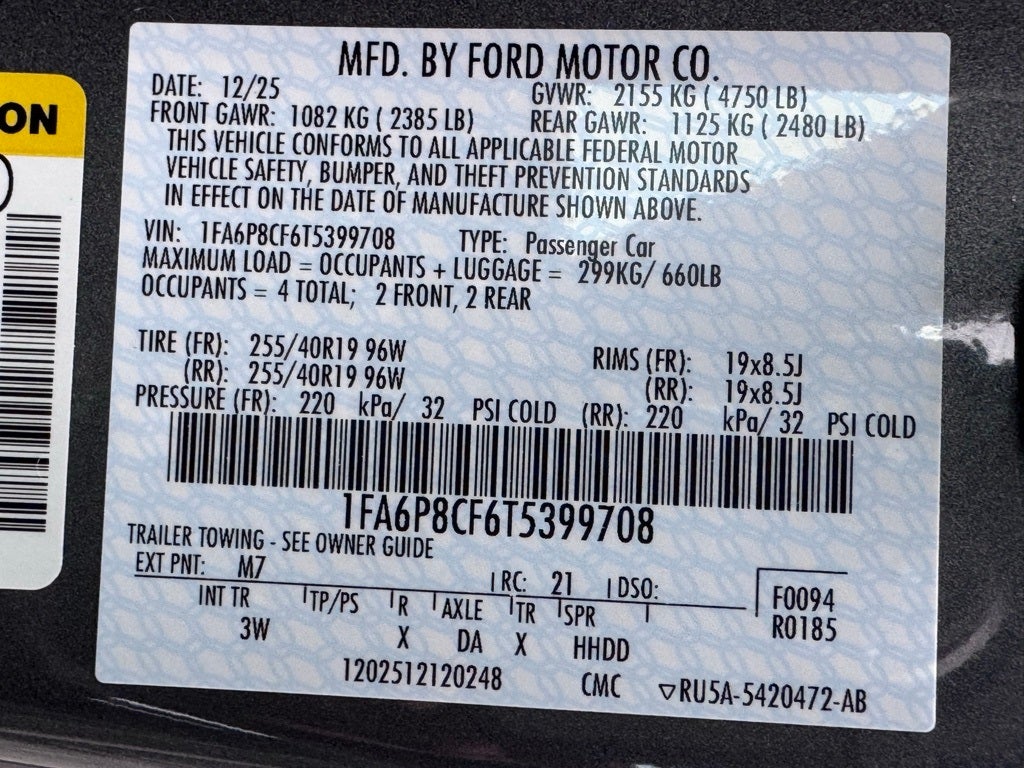 ON
MFD. BY FORD MOTOR CO.
DATE: 12/25 GVWR: 2155 KG ( 4750 LB)
FRONT GAWR: 1082 KG ( 2385 LB) REAR GAWR: 1125 KG ( 2480 LB)
THIS VEHICLE CONFORMS TO ALL APPLICABLE FEDERAL MOTOR
VEHICLE SAFETY, BUMPER, AND THEFT PREVENTION STANDARDS
IN EFFECT ON THE DATE OF MANUFACTURE SHOWN ABOVE.
VIN: 1FA6P8CF6T5399708 TYPE: Passenger Car
MAXIMUM LOAD = OCCUPANTS + LUGGAGE = 299KG/ 660LB
OCCUPANTS = 4 TOTAL; 2 FRONT, 2 REAR
TIRE (FR): 255/40R19 96W RIMS (FR): 19x8.5J
(RR): 255/40R19 96W (RR): 19x8.5J
PRESSURE (FR): 220 kPa/ 32 PSI COLD (RR): 220 kPa/ 32 PSI COLD
1FA6P8CF6T5399708
TRAILER TOWING - SEE OWNER GUIDE
EXT PNT: M7 RC: 21 DSO:
INT TR TP/PS R AXLE TR SPR F0094
3W X DA X HHDD R0185
1202512120248 CMC ▽RU5A-5420472-AB